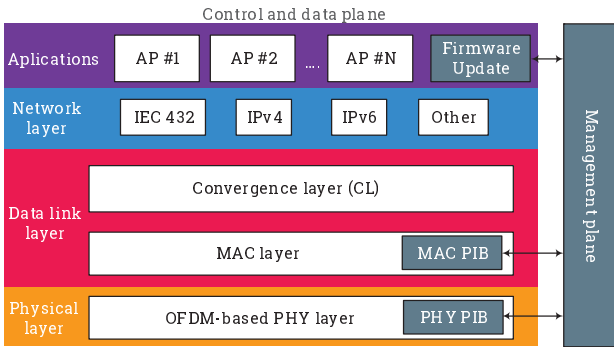 Control and data plane
Aplications
AP #1
AP #2
....
AP #N
Firmware
Update
Network
layer
IEC 432
IPv4
IPv6
Other
Data link
layer
Convergence layer (CL)
MAC layer
MAC PIB
Physical
layer
OFDM-based PHY layer
PHY PIB
Management plane